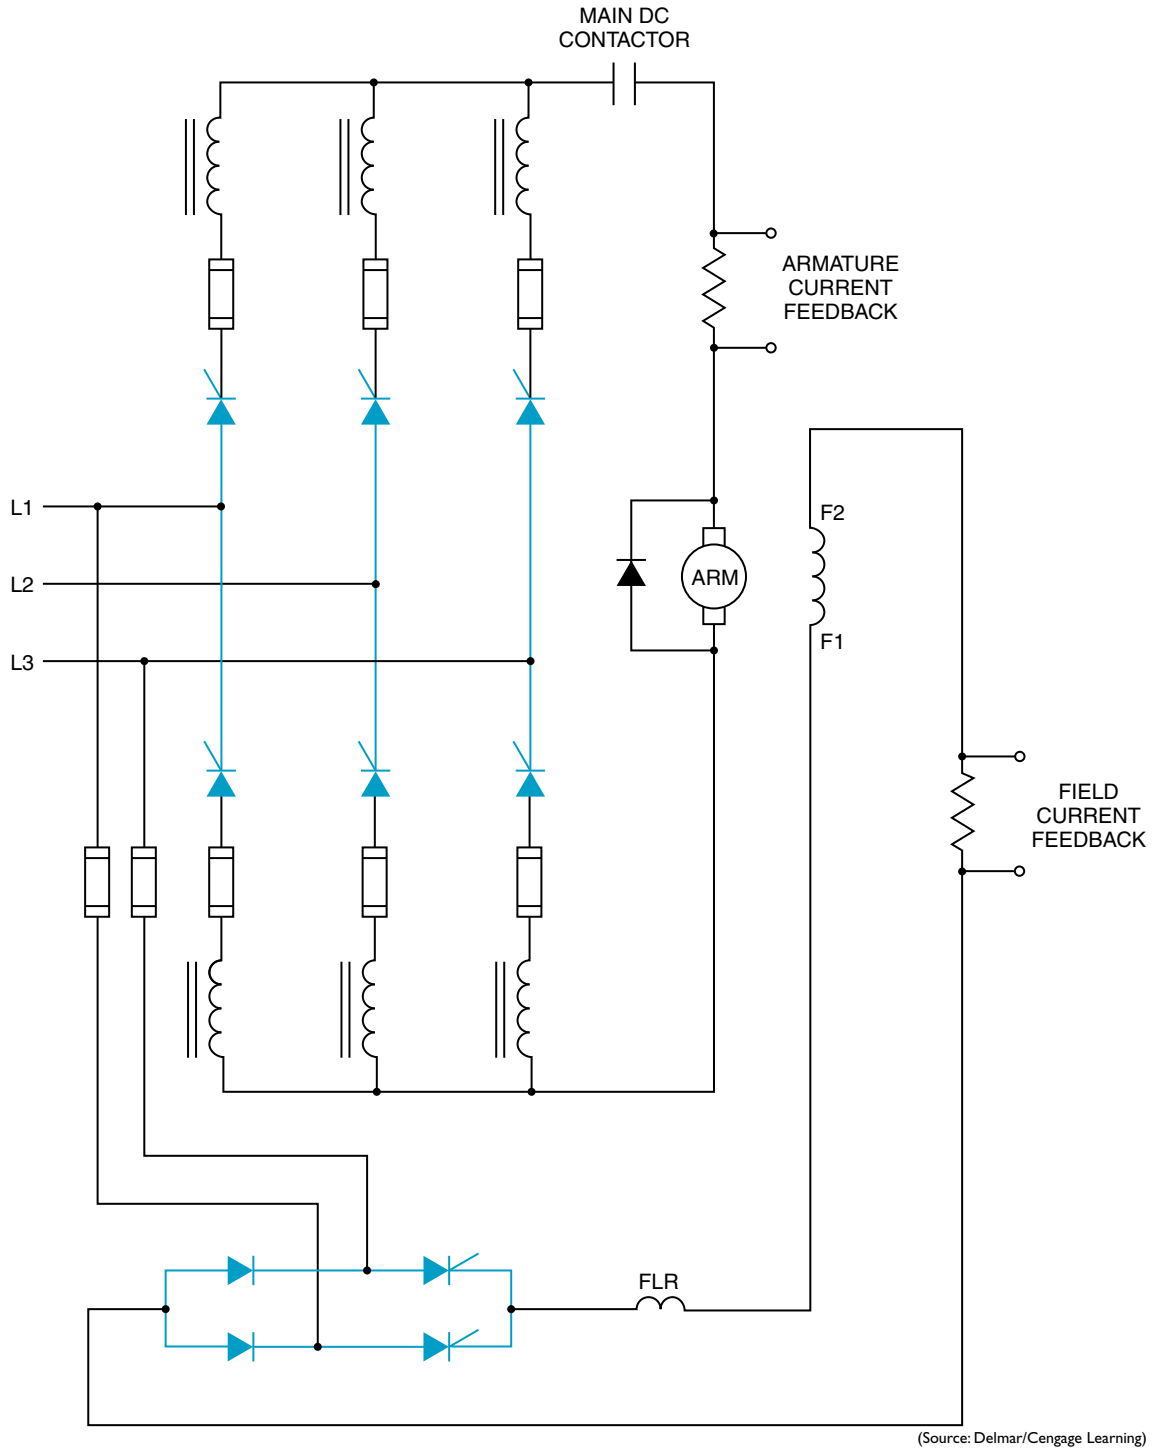 MAIN DC
CONTACTOR
ARMATURE
CURRENT
FEEDBACK
L1
F2
L2
ARM
F1
L3
FIELD
CURRENT
FEEDBACK
FLR
(Source: Delmar/Cengage Learning)